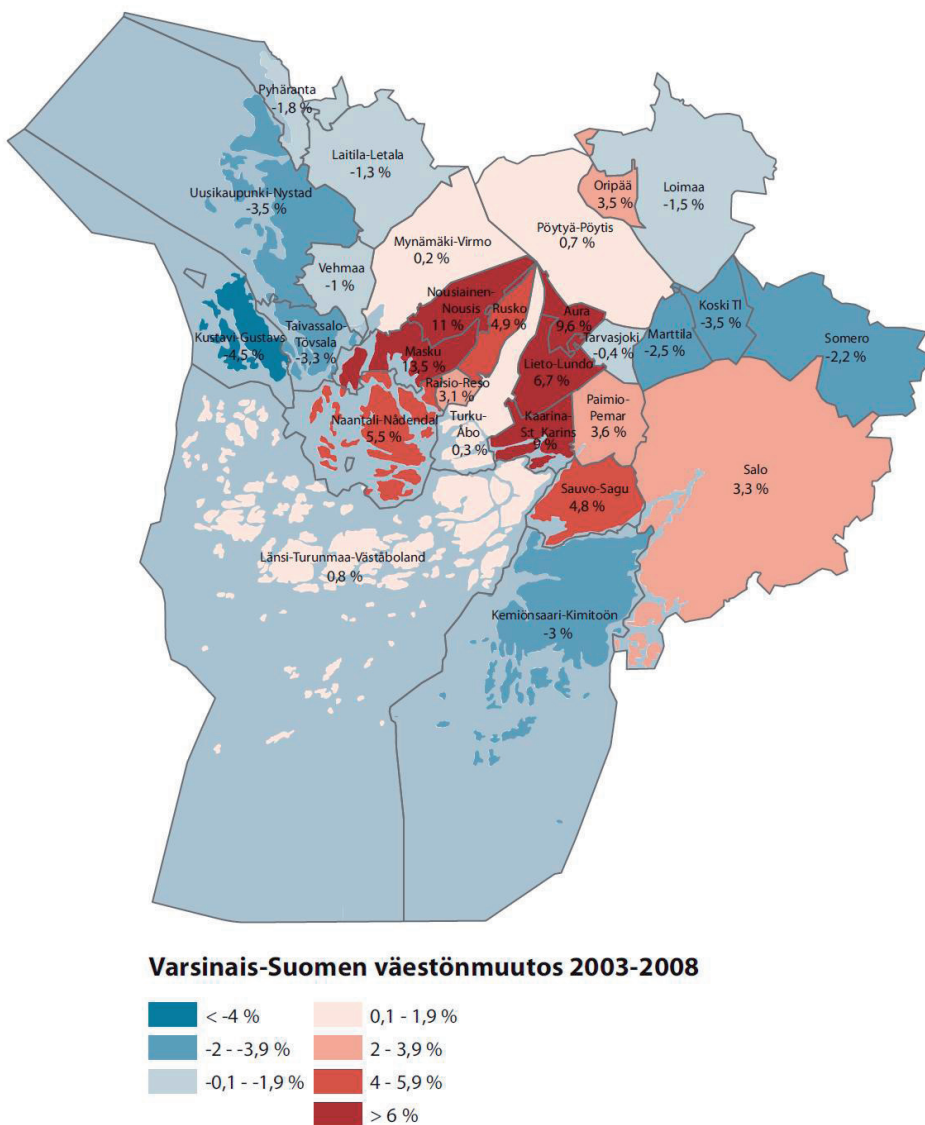 Pyhäranta
-1,8 %
Laitila-Letala
-1,3 %
Oripää
3,5 %
Loimaa
-1,5 %
Uusikaupunki-Nystad
-3,5 %
Pöytyä-Pöytis
0,7 %
Mynämäki-Virmo
0,2 %
Vehmaa
-1 %
Nousiainen-
Nousis
11 %
Rusko
4,9 %
Aura
9,6 %
Koski Tl
-3,5 %
Kustavi-Gustavs
-4,5 %
Taivassalo-
Tövsala
-3,3 %
Tarvasjoki
-0,4 %
Marttila
-2,5 %
Somero
-2,2 %
Masku
13,5 %
Lieto-Lundo
6,7 %
Raisio-Reso
3,1 %
Paimio-
Pemar
3,6 %
Naantali-Nådendal
5,5 %
Turku-
Åbo
0,3 %
Kaarina-
S:t Karins
9 %
Salo
3,3 %
Sauvo-Sagu
4,8 %
Länsi-Turunmaa-Väståboland
0,8 %
Kemiönsaari-Kimitoön
-3 %
Varsinais-Suomen väestönmuutos 2003-2008
< -4 %
-2 - -3,9 %
-0,1 - -1,9 %
0,1 - 1,9 %
2 - 3,9 %
4 - 5,9 %
> 6 %